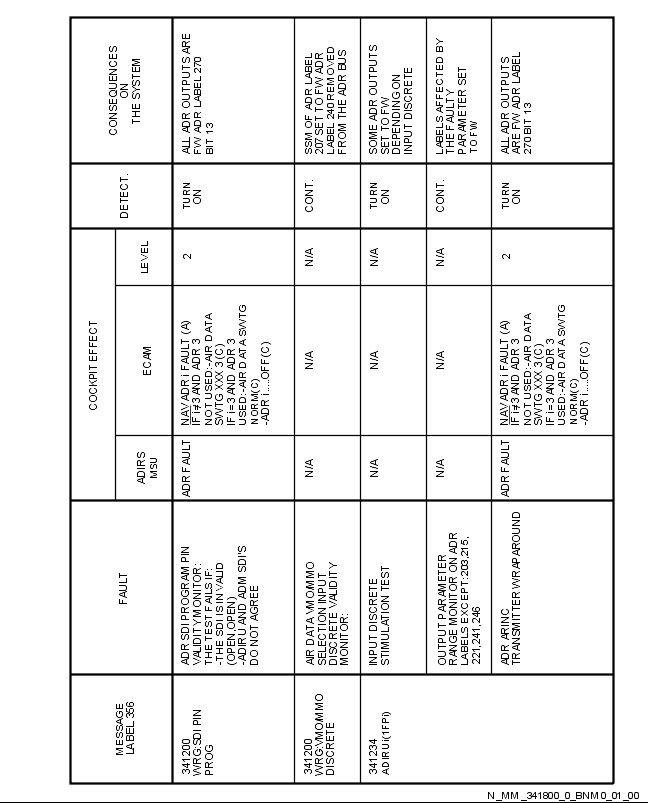 MESSAGE
LABEL 356
FAULT
COCKPIT EFFECT
ADIRS
MSU
ECAM
LEVEL
DETECT.
CONSEQUENCES
ON
THE SYSTEM
341200
WRG:SDI PIN
PROG
ADR SDI PROGRAM PIN
VALIDITY MONITOR:
THE TEST FAILS IF:
-THE SDI IS INVALID
(OPEN,OPEN)
-ADIRU AND ADM SDI'S
DO NOT AGREE
ADR FAULT
NAV ADR i FAULT (A)
IF i≠3 AND ADR 3
NOT USED:-AIR DATA
SWTG XXX 3 (C)
IF i=3 AND ADR 3
USED:-AIR DATA SWTG
NORM(C)
-ADR i....OFF(C)
2
TURN
ON
ALL ADR OUTPUTS ARE
FW ADR LABEL 270
BIT 13
341200
WRG:VMO/MMO
DISCRETE
AIR DATA VMO/MMO
SELECTION INPUT
DISCRETE VALIDITY
MONITOR:
N/A
N/A
N/A
CONT.
SSM OF ADR LABEL
207 SET TO FW ADR
LABEL 240 REMOVED
FROM THE ADR BUS
341234
ADIRU i(1FPi)
INPUT DISCRETE
STIMULATION TEST
N/A
N/A
N/A
TURN
ON
SOME ADR OUTPUTS
SET TO FW
DEPENDING ON
INPUT DISCRETE
OUTPUT PARAMETER
RANGE MONITOR ON ADR
LABELS EXCEPT:203,215,
221,241,246
N/A
N/A
N/A
CONT.
LABELS AFFECTED BY
THE FAULTY
PARAMETER SET
TO FW
ADR ARINC
TRANSMITTER WRAPAROUND
ADR FAULT
NAV ADR i FAULT (A)
IF i≠3 AND ADR 3
NOT USED:-AIR DATA
SWTG XXX 3 (C)
IF i=3 AND ADR 3
USED:-AIR DATA SWTG
NORM(C)
-ADR i....OFF(C)
2
TURN
ON
ALL ADR OUTPUTS
ARE FW ADR LABEL
270 BIT 13
N_MM_341800_0_BNM0_01_00